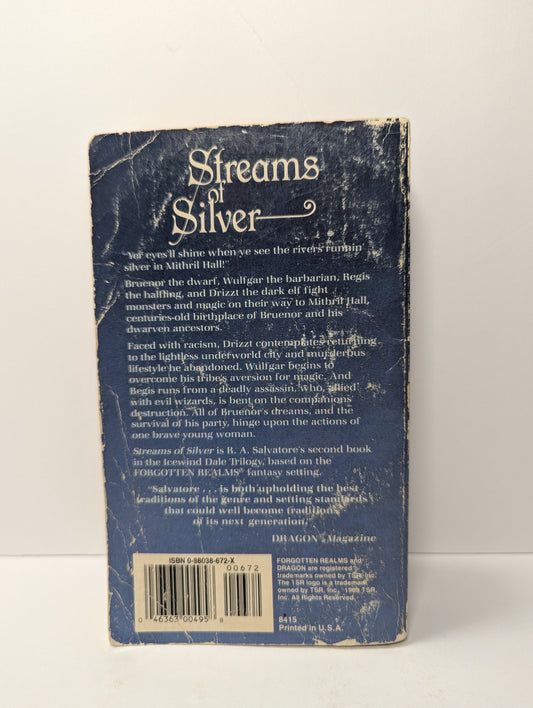 Streams
of
Silver
"Yer eyes'll shine when ye see the rivers runnin'
silver in Mithril Hall!"
Bruenor the dwarf, Wulfgar the barbarian, Regis
the halfling, and Drizzt the dark elf fight
monsters and magic on their way to Mithril Hall,
centuries-old birthplace of Bruenor and his
dwarven ancestors.
Faced with racism, Drizzt contemplates returning
to the lightless underworld city and murderous
lifestyle he abandoned. Wulfgar begins to
overcome his tribe's aversion for magic. And
Regis runs from a deadly assassin, who, allied
with evil wizards, is bent on the companions'
destruction. All of Bruenor's dreams, and the
survival of his party, hinge upon the actions of
one brave young woman.
Streams of Silver is R. A. Salvatore's second book
in the Icewind Dale Trilogy, based on the
FORGOTTEN REALMS® fantasy setting.
"Salvatore . . . is both upholding the best
traditions of the genre and setting standards
that could well become traditions
of its next generation."
DRAGON® Magazine
ISBN 0-88038-672-X
00672
0 46363 00495 8
FORGOTTEN REALMS and
DRAGON are registered
trademarks owned by TSR, Inc.
The TSR logo is a trademark
owned by TSR, Inc. 1989 TSR,
Inc. All Rights Reserved.
8415
Printed in U.S.A.